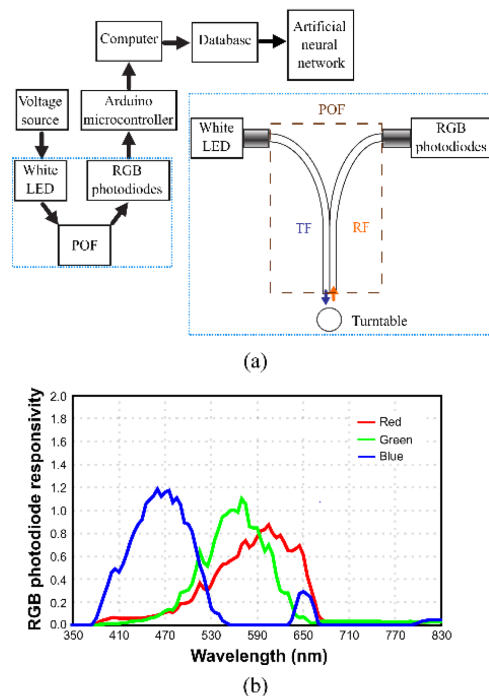 Computer
Database
Artificial
neural
network
Voltage
source
Arduino
microcontroller
White
LED
RGB
photodiodes
POF
POF
White
LED
RGB
photodiodes
TF
RF
Turntable
(a)
RGB photodiode responsivity
2.0
1.8
1.6
1.4
1.2
1.0
0.8
0.6
0.4
0.2
0.0
Red
Green
Blue
350 410 470 530 590 650 710 770 830
Wavelength (nm)
(b)